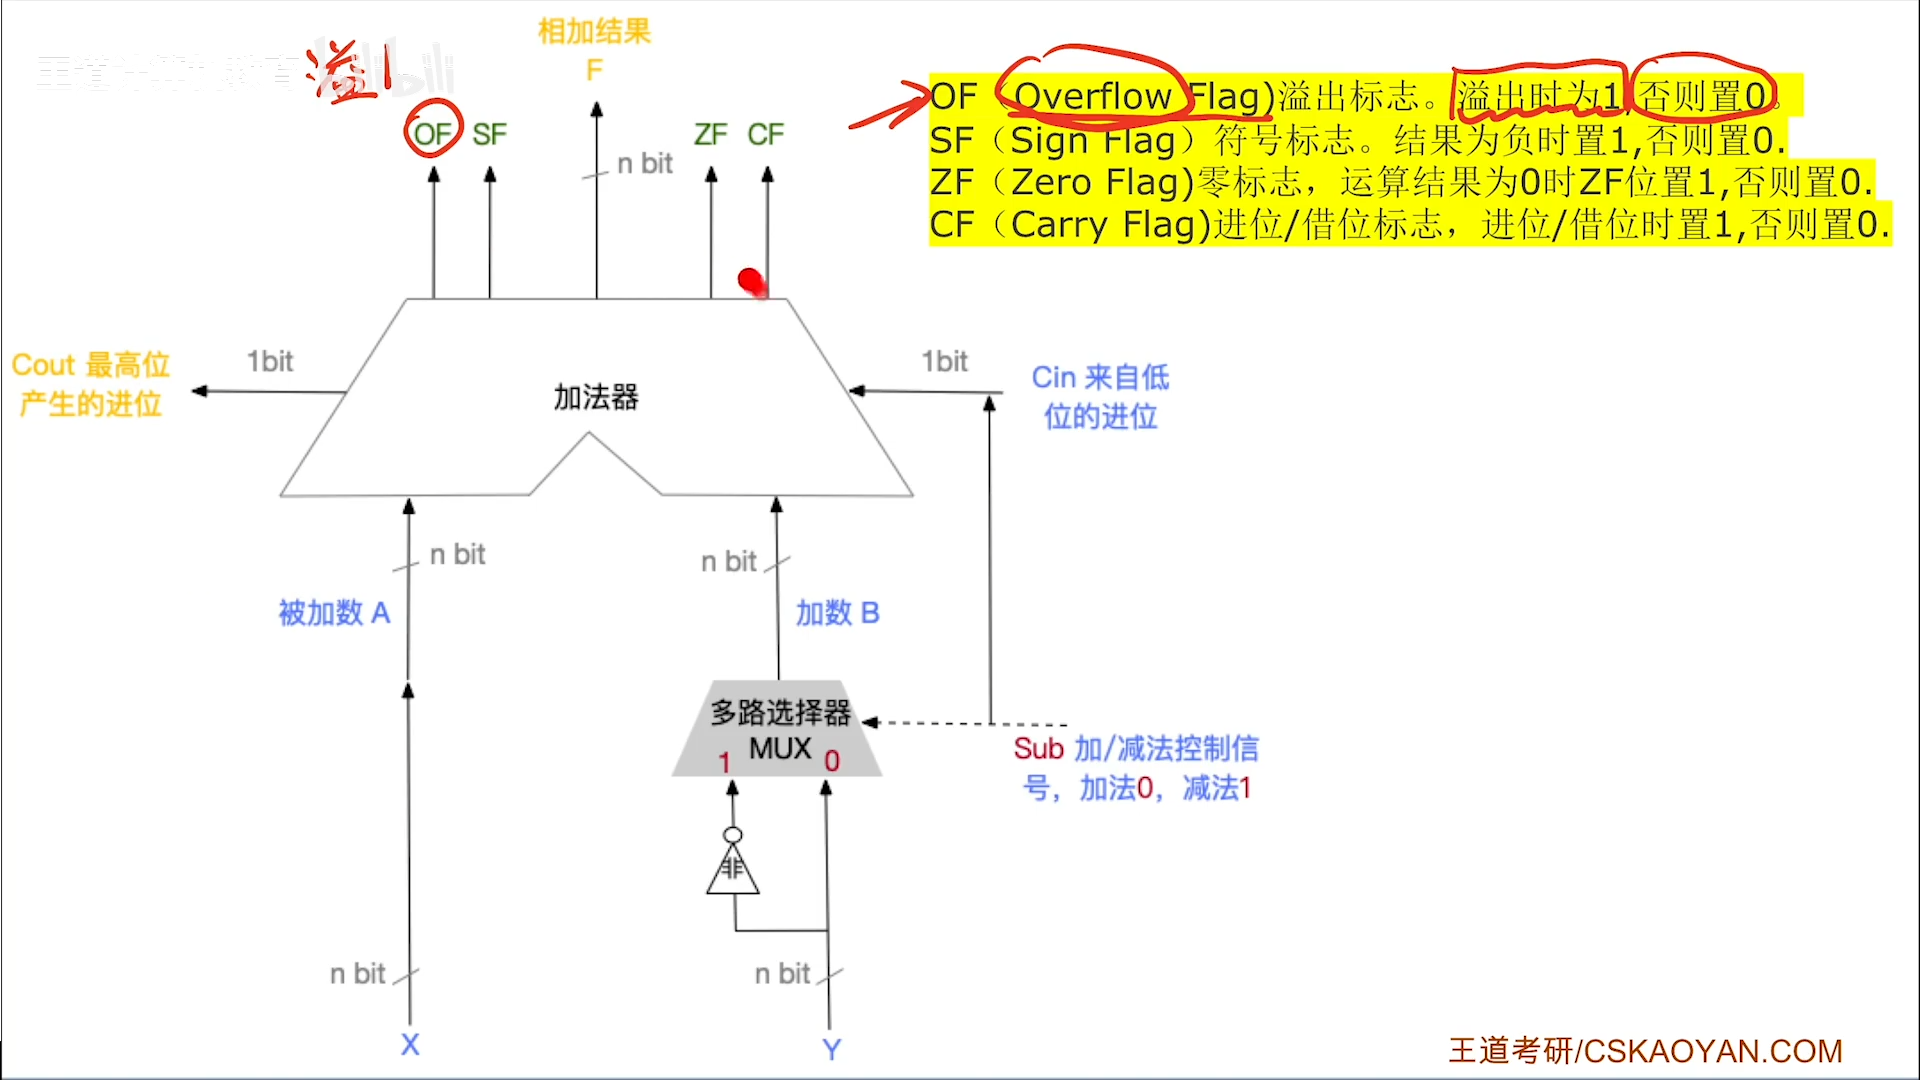 相加结果
F
溢
OF SF ZF CF
n bit
OF（Overflow Flag)溢出标志。溢出时为1,否则置0。
SF（Sign Flag）符号标志。结果为负时置1,否则置0.
ZF（Zero Flag)零标志，运算结果为0时ZF位置1,否则置0.
CF（Carry Flag)进位/借位标志，进位/借位时置1,否则置0.
Cout 最高位
产生的进位
1bit
加法器
1bit
Cin 来自低
位的进位
n bit
n bit
被加数 A
加数 B
多路选择器
MUX
1 0
Sub 加/减法控制信
号，加法0，减法1
非
n bit
n bit
X
Y
王道考研/CSKAOYAN.COM